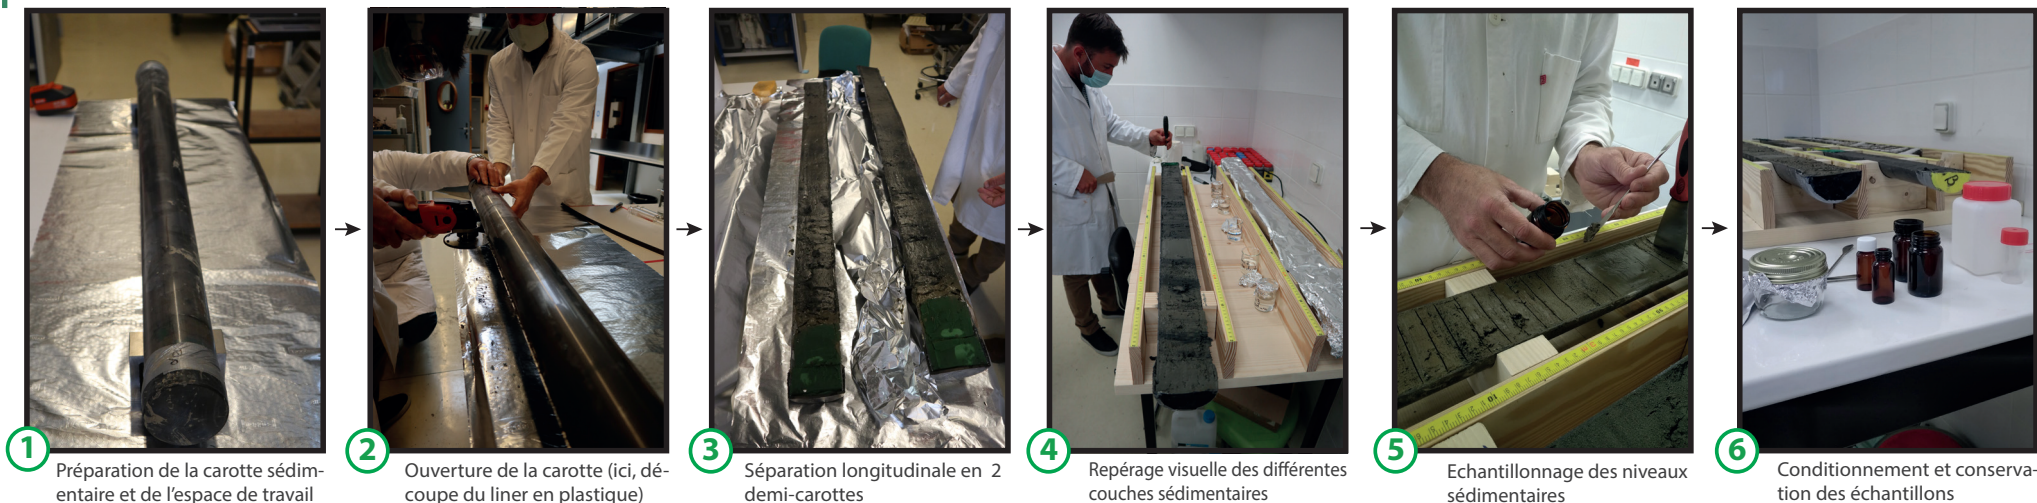 1
Préparation de la carotte sédim-
entaire et de l'espace de travail
2
Ouverture de la carotte (ici, dé-
coupe du liner en plastique)
3
Séparation longitudinale en 2
demi-carottes
4
Repérage visuelle des différentes
couches sédimentaires
5
Echantillonnage des niveaux
sédimentaires
6
Conditionnement et conserva-
tion des échantillons